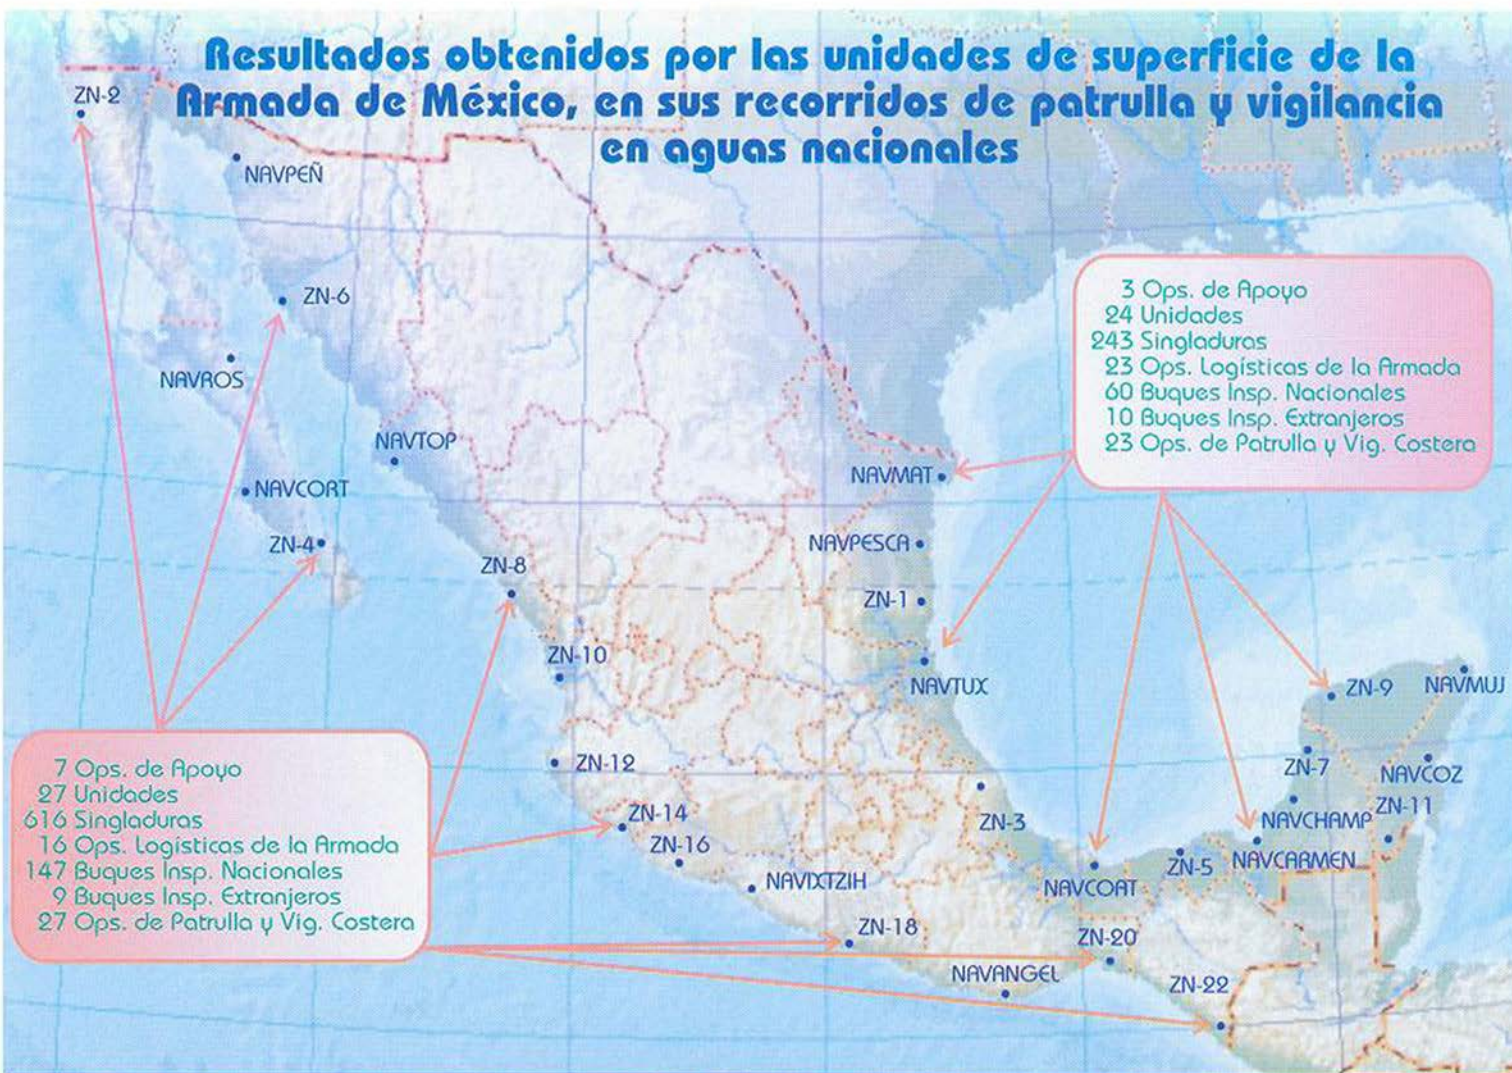 Resultados obtenidos por las unidades de superficie de la
Armada de México, en sus recorridos de patrulla y vigilancia
en aguas nacionales
ZN-2
NAVPEÑ
ZN-6
NAVROS
NAVTOP
NAVCORT
ZN-4
ZN-8
ZN-10
ZN-12
ZN-14
ZN-16
NAVIXTZIH
ZN-18
NAVANGEL
ZN-20
ZN-22
3 Ops. de Apoyo
24 Unidades
243 Singladuras
23 Ops. Logísticas de la Armada
60 Buques Insp. Nacionales
10 Buques Insp. Extranjeros
23 Ops. de Patrulla y Vig. Costera
NAVMAT
NAVPESCA
ZN-1
NAVTUX
ZN-3
NAVCOAT
ZN-5
NAVCARMEN
NAVCHAMP
ZN-7
ZN-9
NAVMUJ
NAVCOZ
ZN-11
7 Ops. de Apoyo
27 Unidades
616 Singladuras
16 Ops. Logísticas de la Armada
147 Buques Insp. Nacionales
9 Buques Insp. Extranjeros
27 Ops. de Patrulla y Vig. Costera